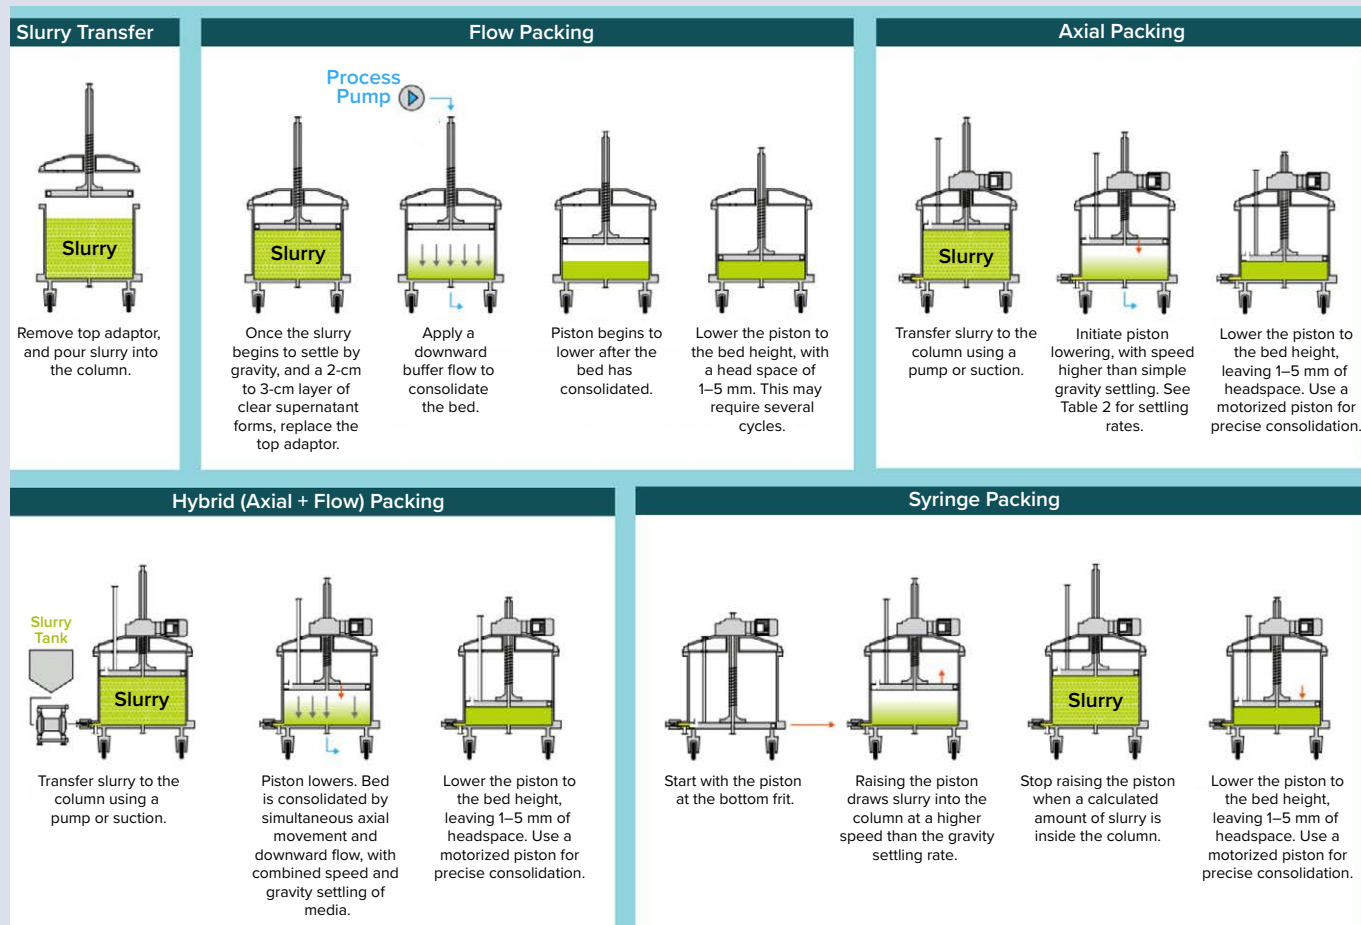 Slurry Transfer
Slurry
Remove top adaptor,
and pour slurry into
the column.
Flow Packing
Process
Pump
Slurry
Once the slurry
begins to settle by
gravity, and a 2-cm
to 3-cm layer of
clear supernatant
forms, replace the
top adaptor.
Apply a
downward
buffer flow to
consolidate
the bed.
Piston begins to
lower after the
bed has
consolidated.
Lower the piston to
the bed height, with
a head space of
1–5 mm. This may
require several
cycles.
Axial Packing
Slurry
Transfer slurry to the
column using a
pump or suction.
Initiate piston
lowering, with speed
higher than simple
gravity settling. See
Table 2 for settling
rates.
Lower the piston to
the bed height,
leaving 1–5 mm of
headspace. Use a
motorized piston for
precise consolidation.
Hybrid (Axial + Flow) Packing
Slurry
Tank
Slurry
Transfer slurry to the
column using a
pump or suction.
Piston lowers. Bed
is consolidated by
simultaneous axial
movement and
downward flow, with
combined speed and
gravity settling of
media.
Lower the piston to
the bed height,
leaving 1–5 mm of
headspace. Use a
motorized piston for
precise consolidation.
Syringe Packing
Start with the piston
at the bottom frit.
Raising the piston
draws slurry into the
column at a higher
speed than the gravity
settling rate.
Slurry
Stop raising the piston
when a calculated
amount of slurry is
inside the column.
Lower the piston to
the bed height,
leaving 1–5 mm of
headspace. Use a
motorized piston for
precise consolidation.